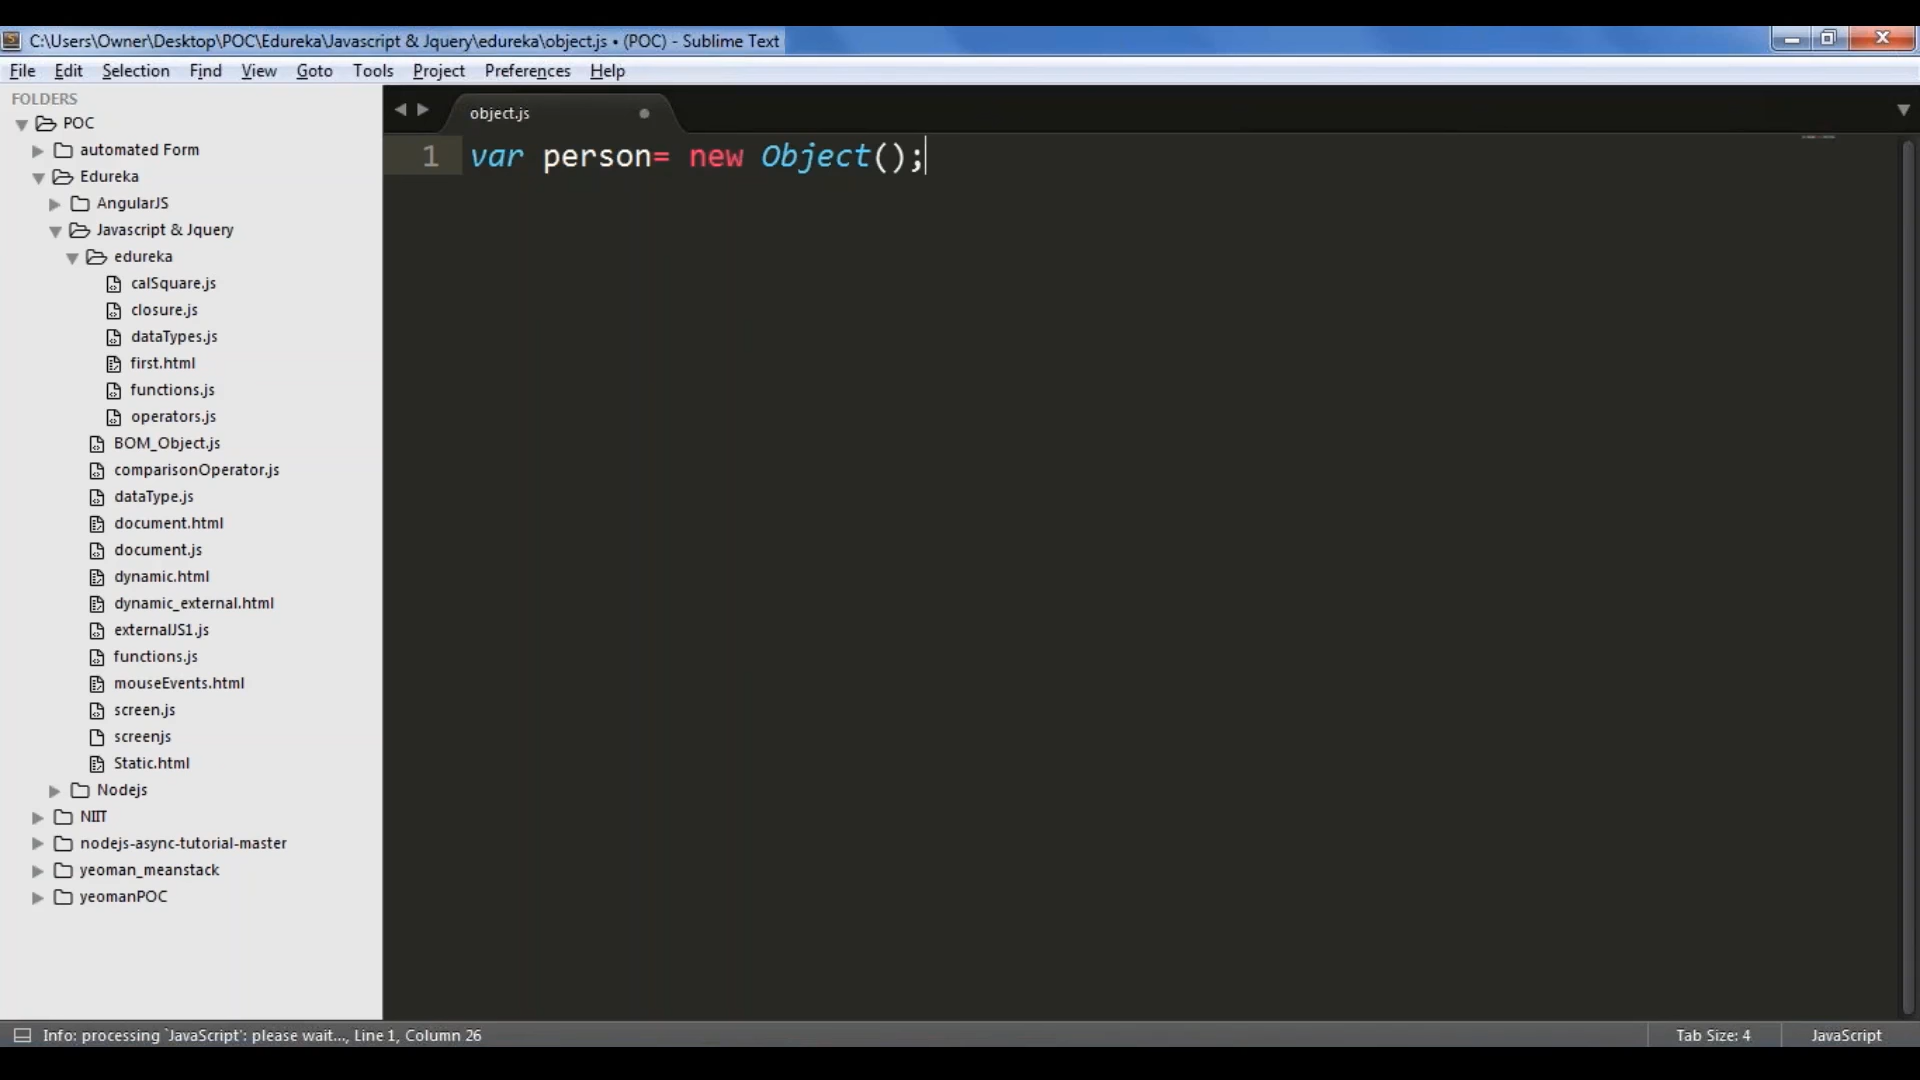 C:\Users\Owner\Desktop\POC\Edureka\Javascript & Jquery\edureka\object.js • (POC) - Sublime Text
File Edit Selection Find View Goto Tools Project Preferences Help
FOLDERS
POC
automated Form
Edureka
AngularJS
Javascript & Jquery
edureka
calSquare.js
closure.js
dataTypes.js
first.html
functions.js
operators.js
BOM_Object.js
comparisonOperator.js
dataType.js
document.html
document.js
dynamic.html
dynamic_external.html
externalJS1.js
functions.js
mouseEvents.html
screen.js
screenjs
Static.html
Nodejs
NIIT
nodejs-async-tutorial-master
yeoman_meanstack
yeomanPOC
object.js
1 var person= new Object();
Info: processing `JavaScript': please wait..., Line 1, Column 26
Tab Size: 4
JavaScript